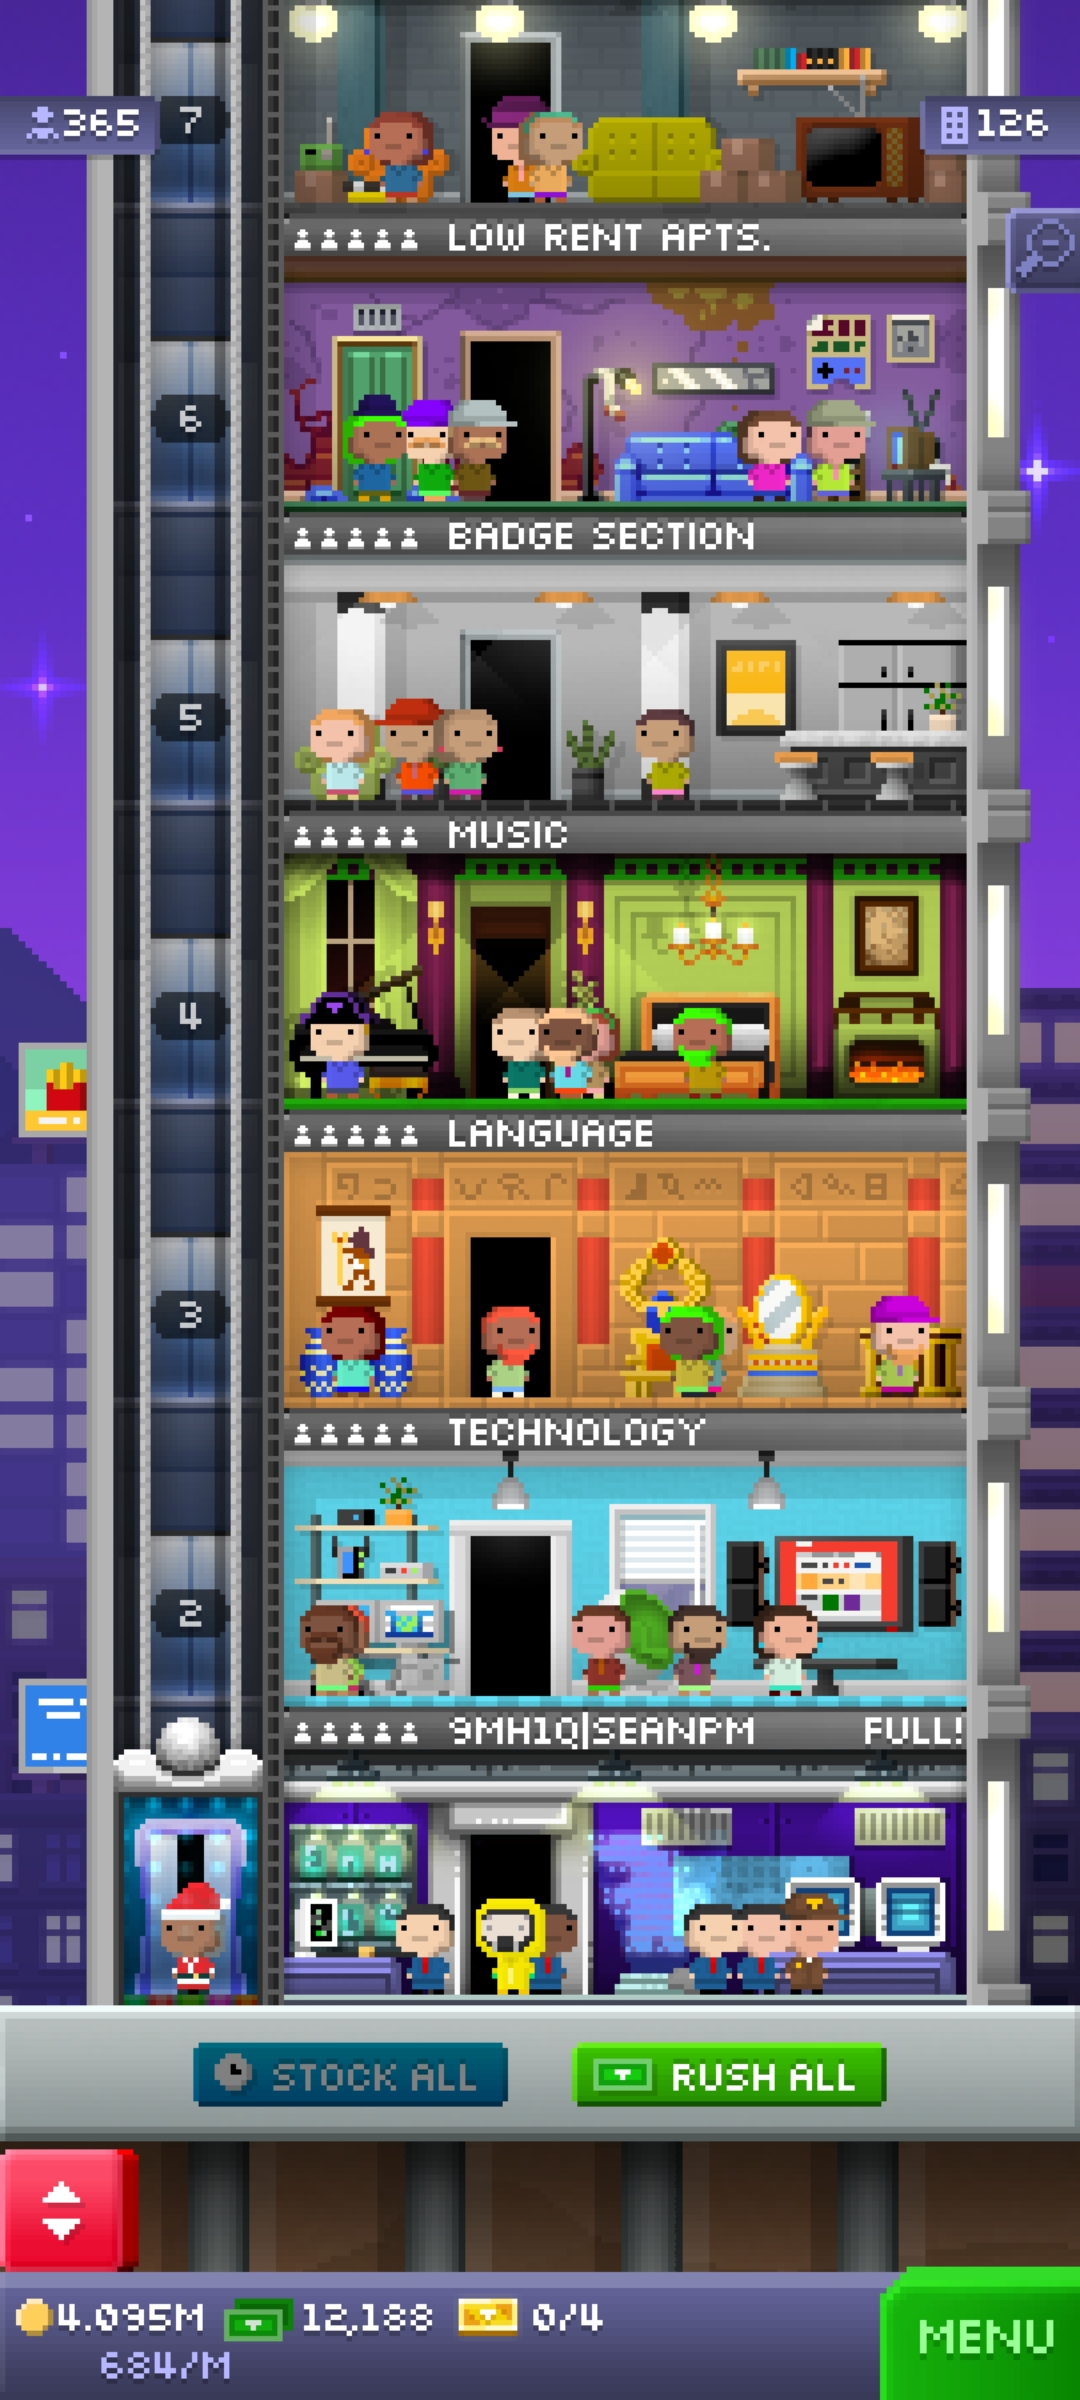 365
7
126
LOW RENT APTS.
6
BADGE SECTION
5
MUSIC
4
LANGUAGE
3
TECHNOLOGY
2
9MH1Q|SEANPM FULL!
STOCK ALL
RUSH ALL
4.095M
12,188
0/4
684/M
MENU